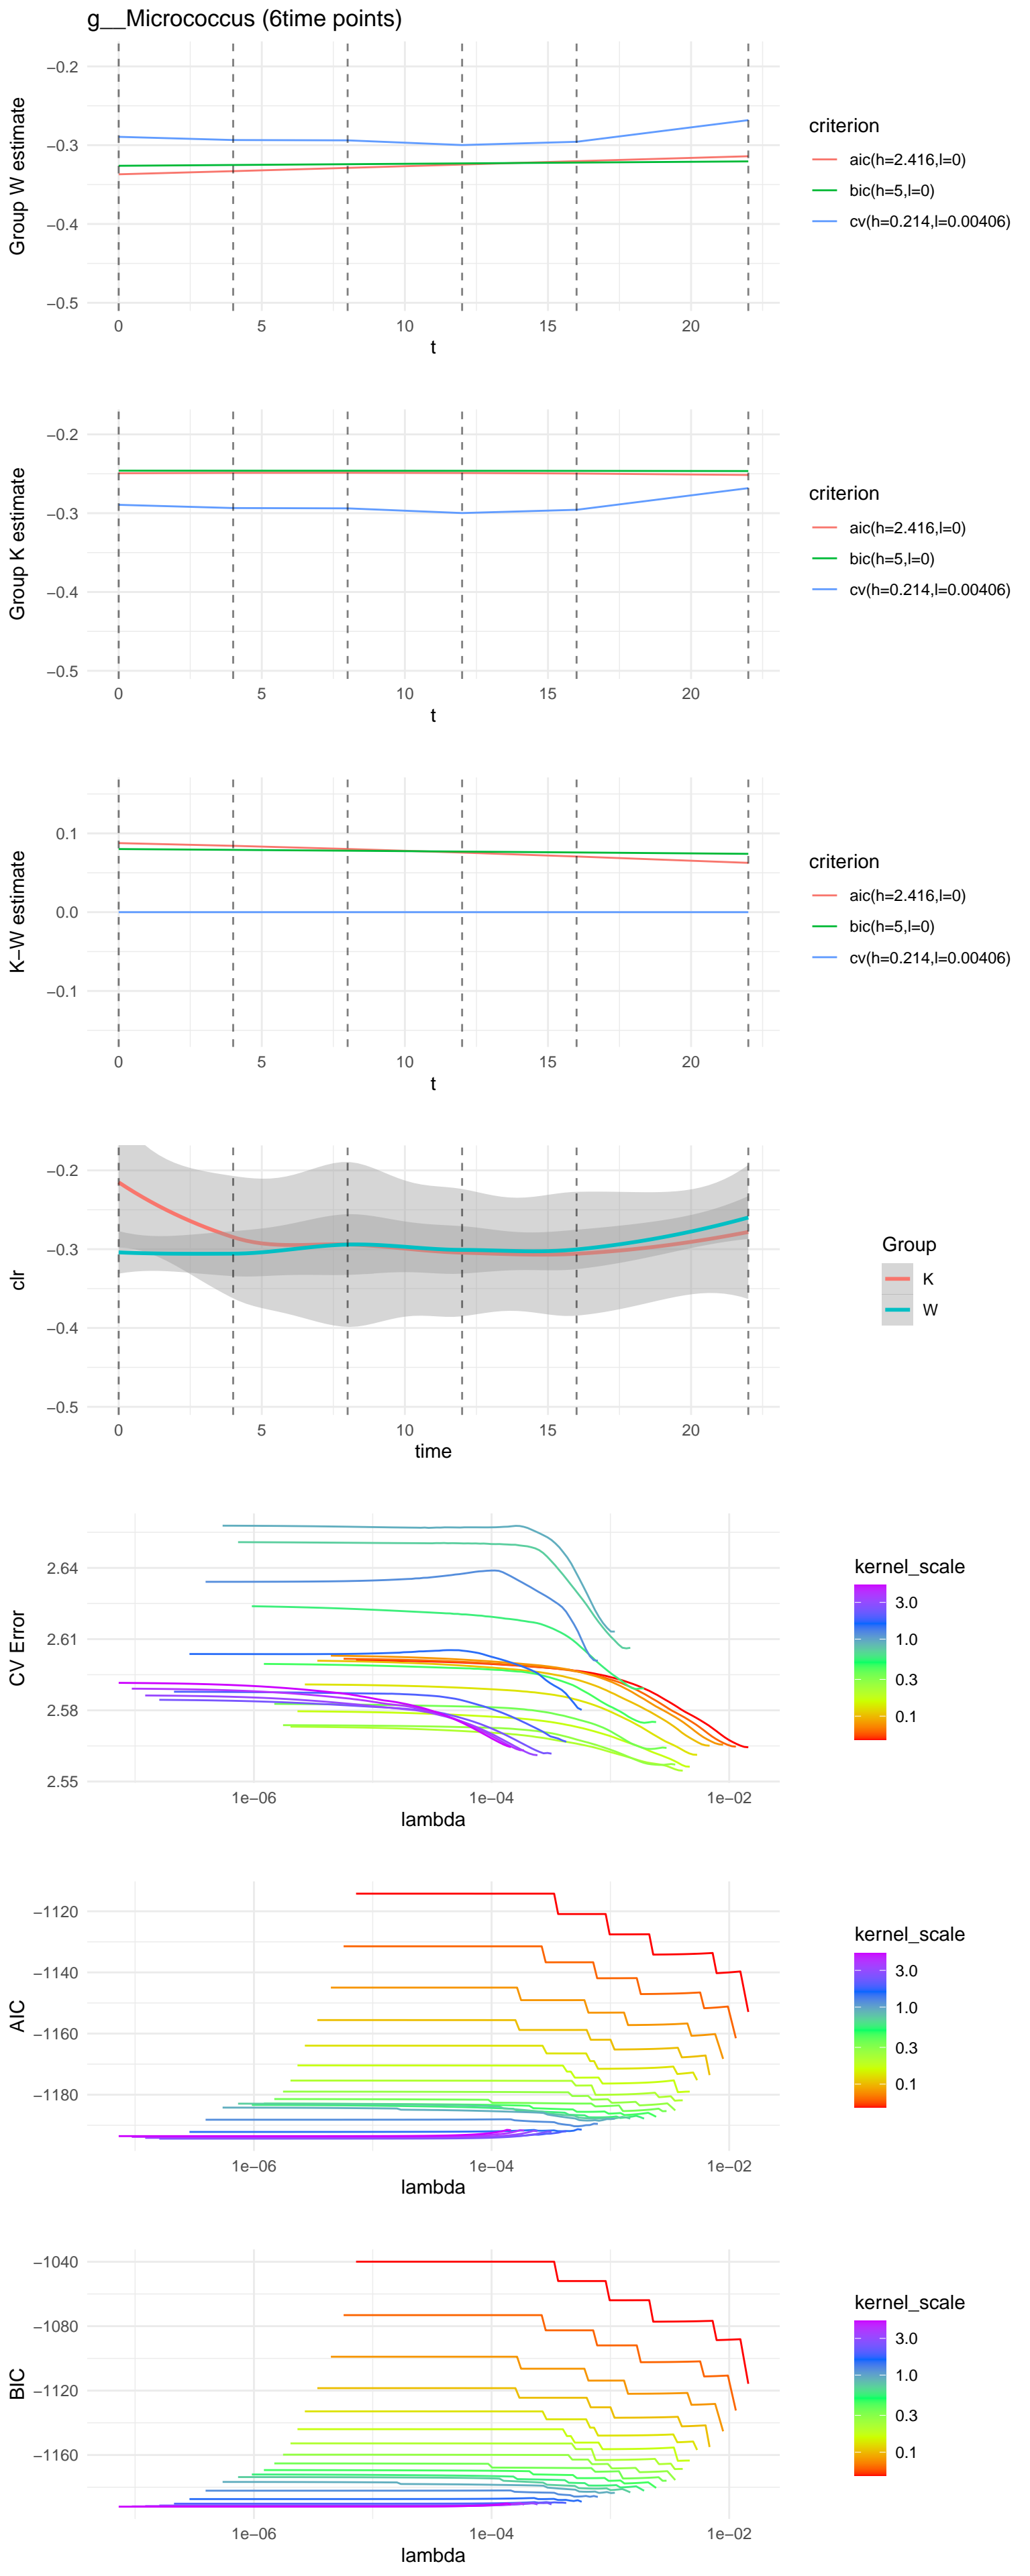 g__Micrococcus (6time points)
Group W estimate
−0.2
−0.3
−0.4
−0.5
0 5 10 15 20
t
criterion
aic(h=2.416,l=0)
bic(h=5,l=0)
cv(h=0.214,l=0.00406)
Group K estimate
−0.2
−0.3
−0.4
−0.5
0 5 10 15 20
t
criterion
aic(h=2.416,l=0)
bic(h=5,l=0)
cv(h=0.214,l=0.00406)
K−W estimate
0.1
0.0
−0.1
0 5 10 15 20
t
criterion
aic(h=2.416,l=0)
bic(h=5,l=0)
cv(h=0.214,l=0.00406)
clr
−0.2
−0.3
−0.4
−0.5
0 5 10 15 20
time
Group
K
W
CV Error
2.64
2.61
2.58
2.55
1e−06 1e−04 1e−02
lambda
kernel_scale
3.0
1.0
0.3
0.1
AIC
−1120
−1140
−1160
−1180
1e−06 1e−04 1e−02
lambda
kernel_scale
3.0
1.0
0.3
0.1
BIC
−1040
−1080
−1120
−1160
1e−06 1e−04 1e−02
lambda
kernel_scale
3.0
1.0
0.3
0.1